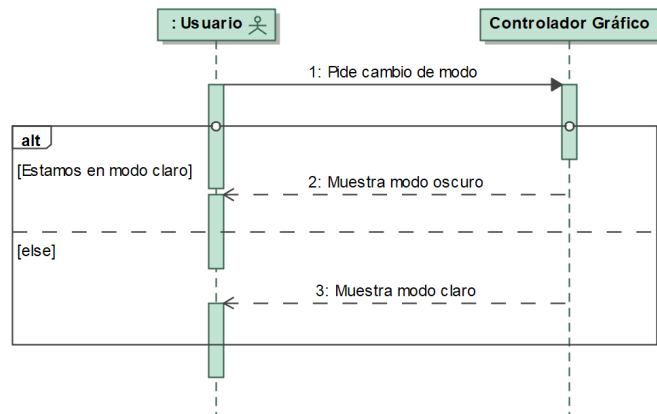 : Usuario
Controlador Gráfico
1: Pide cambio de modo
alt
[Estamos en modo claro]
2: Muestra modo oscuro
[else]
3: Muestra modo claro